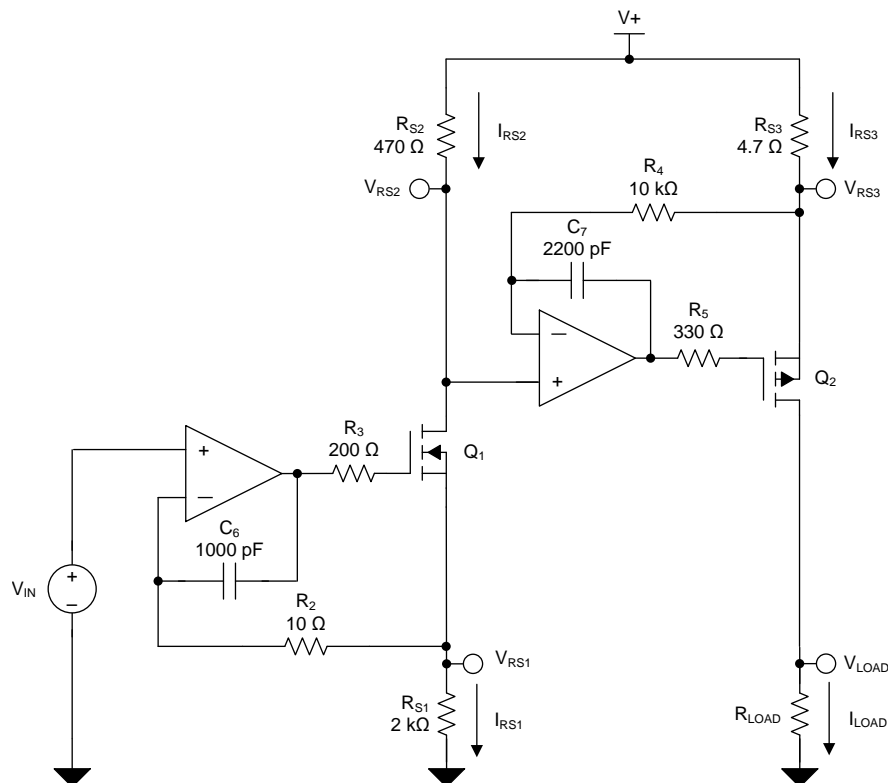 V+
RS2
470 Ω
IRS2
RS3
4.7 Ω
IRS3
VRS2
R4
10 kΩ
VRS3
C7
2200 pF
R5
330 Ω
−
+
Q2
R3
200 Ω
Q1
+
−
C6
1000 pF
VIN
+
−
R2
10 Ω
VRS1
VLOAD
RS1
2 kΩ
IRS1
RLOAD
ILOAD